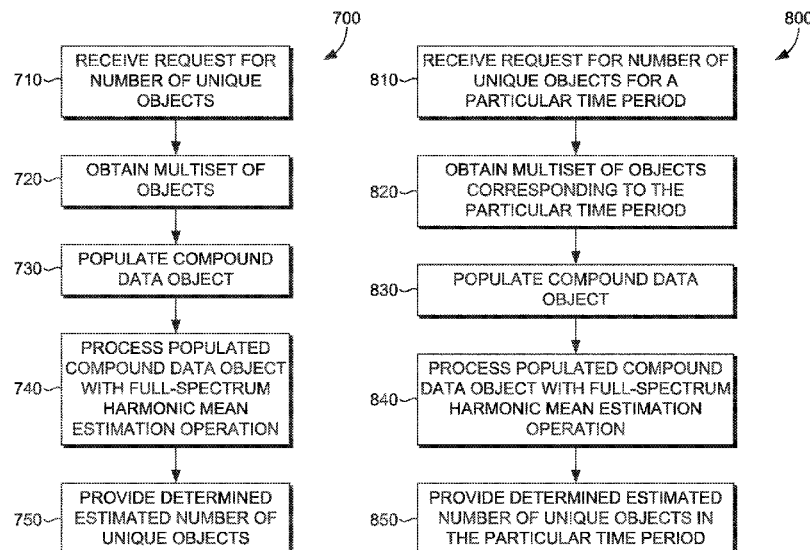 700
710
RECEIVE REQUEST FOR
NUMBER OF UNIQUE
OBJECTS
720
OBTAIN MULTISET OF
OBJECTS
730
POPULATE COMPOUND
DATA OBJECT
740
PROCESS POPULATED
COMPOUND DATA OBJECT
WITH FULL-SPECTRUM
HARMONIC MEAN
ESTIMATION OPERATION
750
PROVIDE DETERMINED
ESTIMATED NUMBER OF
UNIQUE OBJECTS
800
810
RECEIVE REQUEST FOR NUMBER OF
UNIQUE OBJECTS FOR A
PARTICULAR TIME PERIOD
820
OBTAIN MULTISET OF OBJECTS
CORRESPONDING TO THE
PARTICULAR TIME PERIOD
830
POPULATE COMPOUND DATA
OBJECT
840
PROCESS POPULATED COMPOUND
DATA OBJECT WITH FULL-SPECTRUM
HARMONIC MEAN ESTIMATION
OPERATION
850
PROVIDE DETERMINED ESTIMATED
NUMBER OF UNIQUE OBJECTS IN
THE PARTICULAR TIME PERIOD